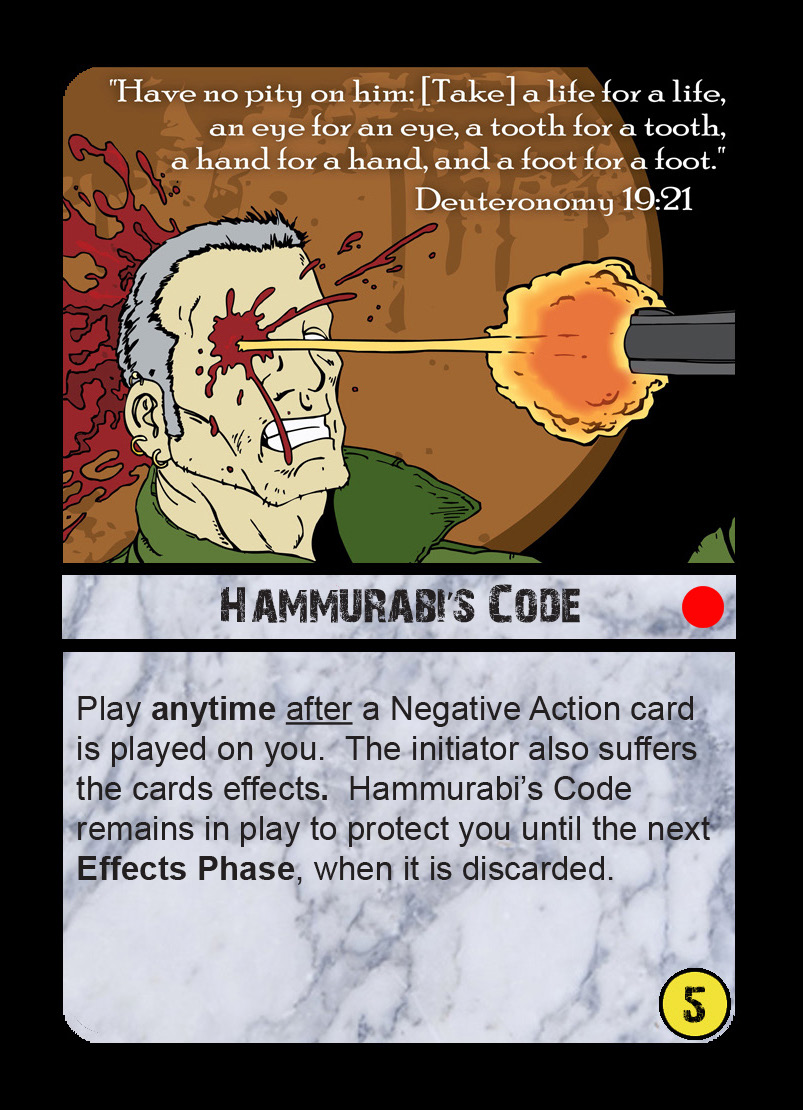 "Have no pity on him: [Take] a life for a life,
an eye for an eye, a tooth for a tooth,
a hand for a hand, and a foot for a foot."
Deuteronomy 19:21
Hammurabi's Code
Play anytime after a Negative Action card
is played on you.  The initiator also suffers
the cards effects.  Hammurabi’s Code
remains in play to protect you until the next
Effects Phase, when it is discarded.
5